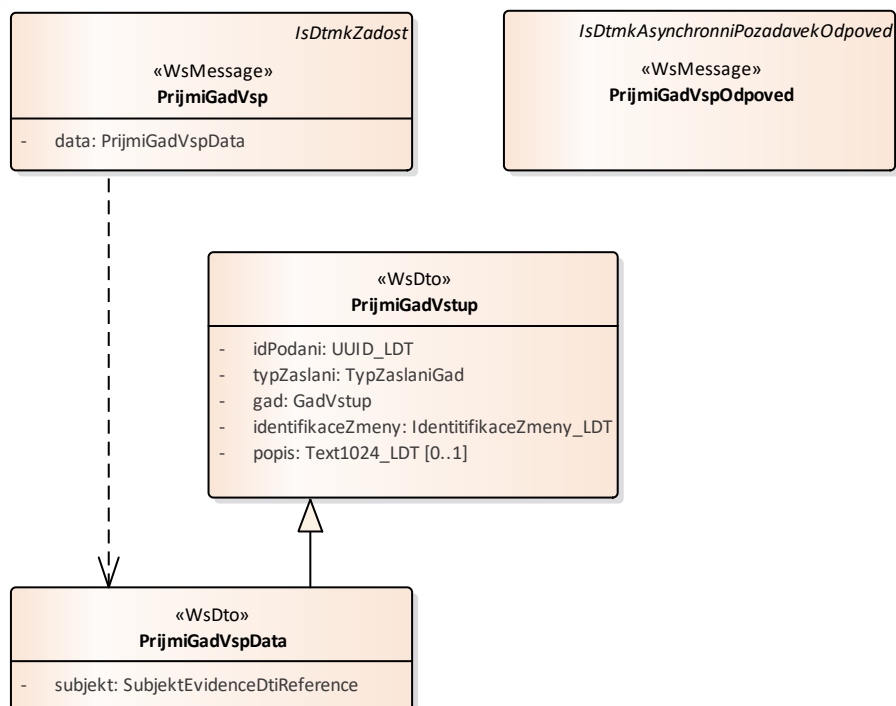 IsDtmkZadost
«WsMessage»
PrijmiGadVsp
- data: PrijmiGadVspData
IsDtmkAsynchronniPozadavekOdpoved
«WsMessage»
PrijmiGadVspOdpoved
«WsDto»
PrijmiGadVstup
- idPodani: UUID_LDT
- typZaslani: TypZaslaniGad
- gad: GadVstup
- identifikaceZmeny: IdentitifikaceZmeny_LDT
- popis: Text1024_LDT [0..1]
«WsDto»
PrijmiGadVspData
- subjekt: SubjektEvidenceDtiReference